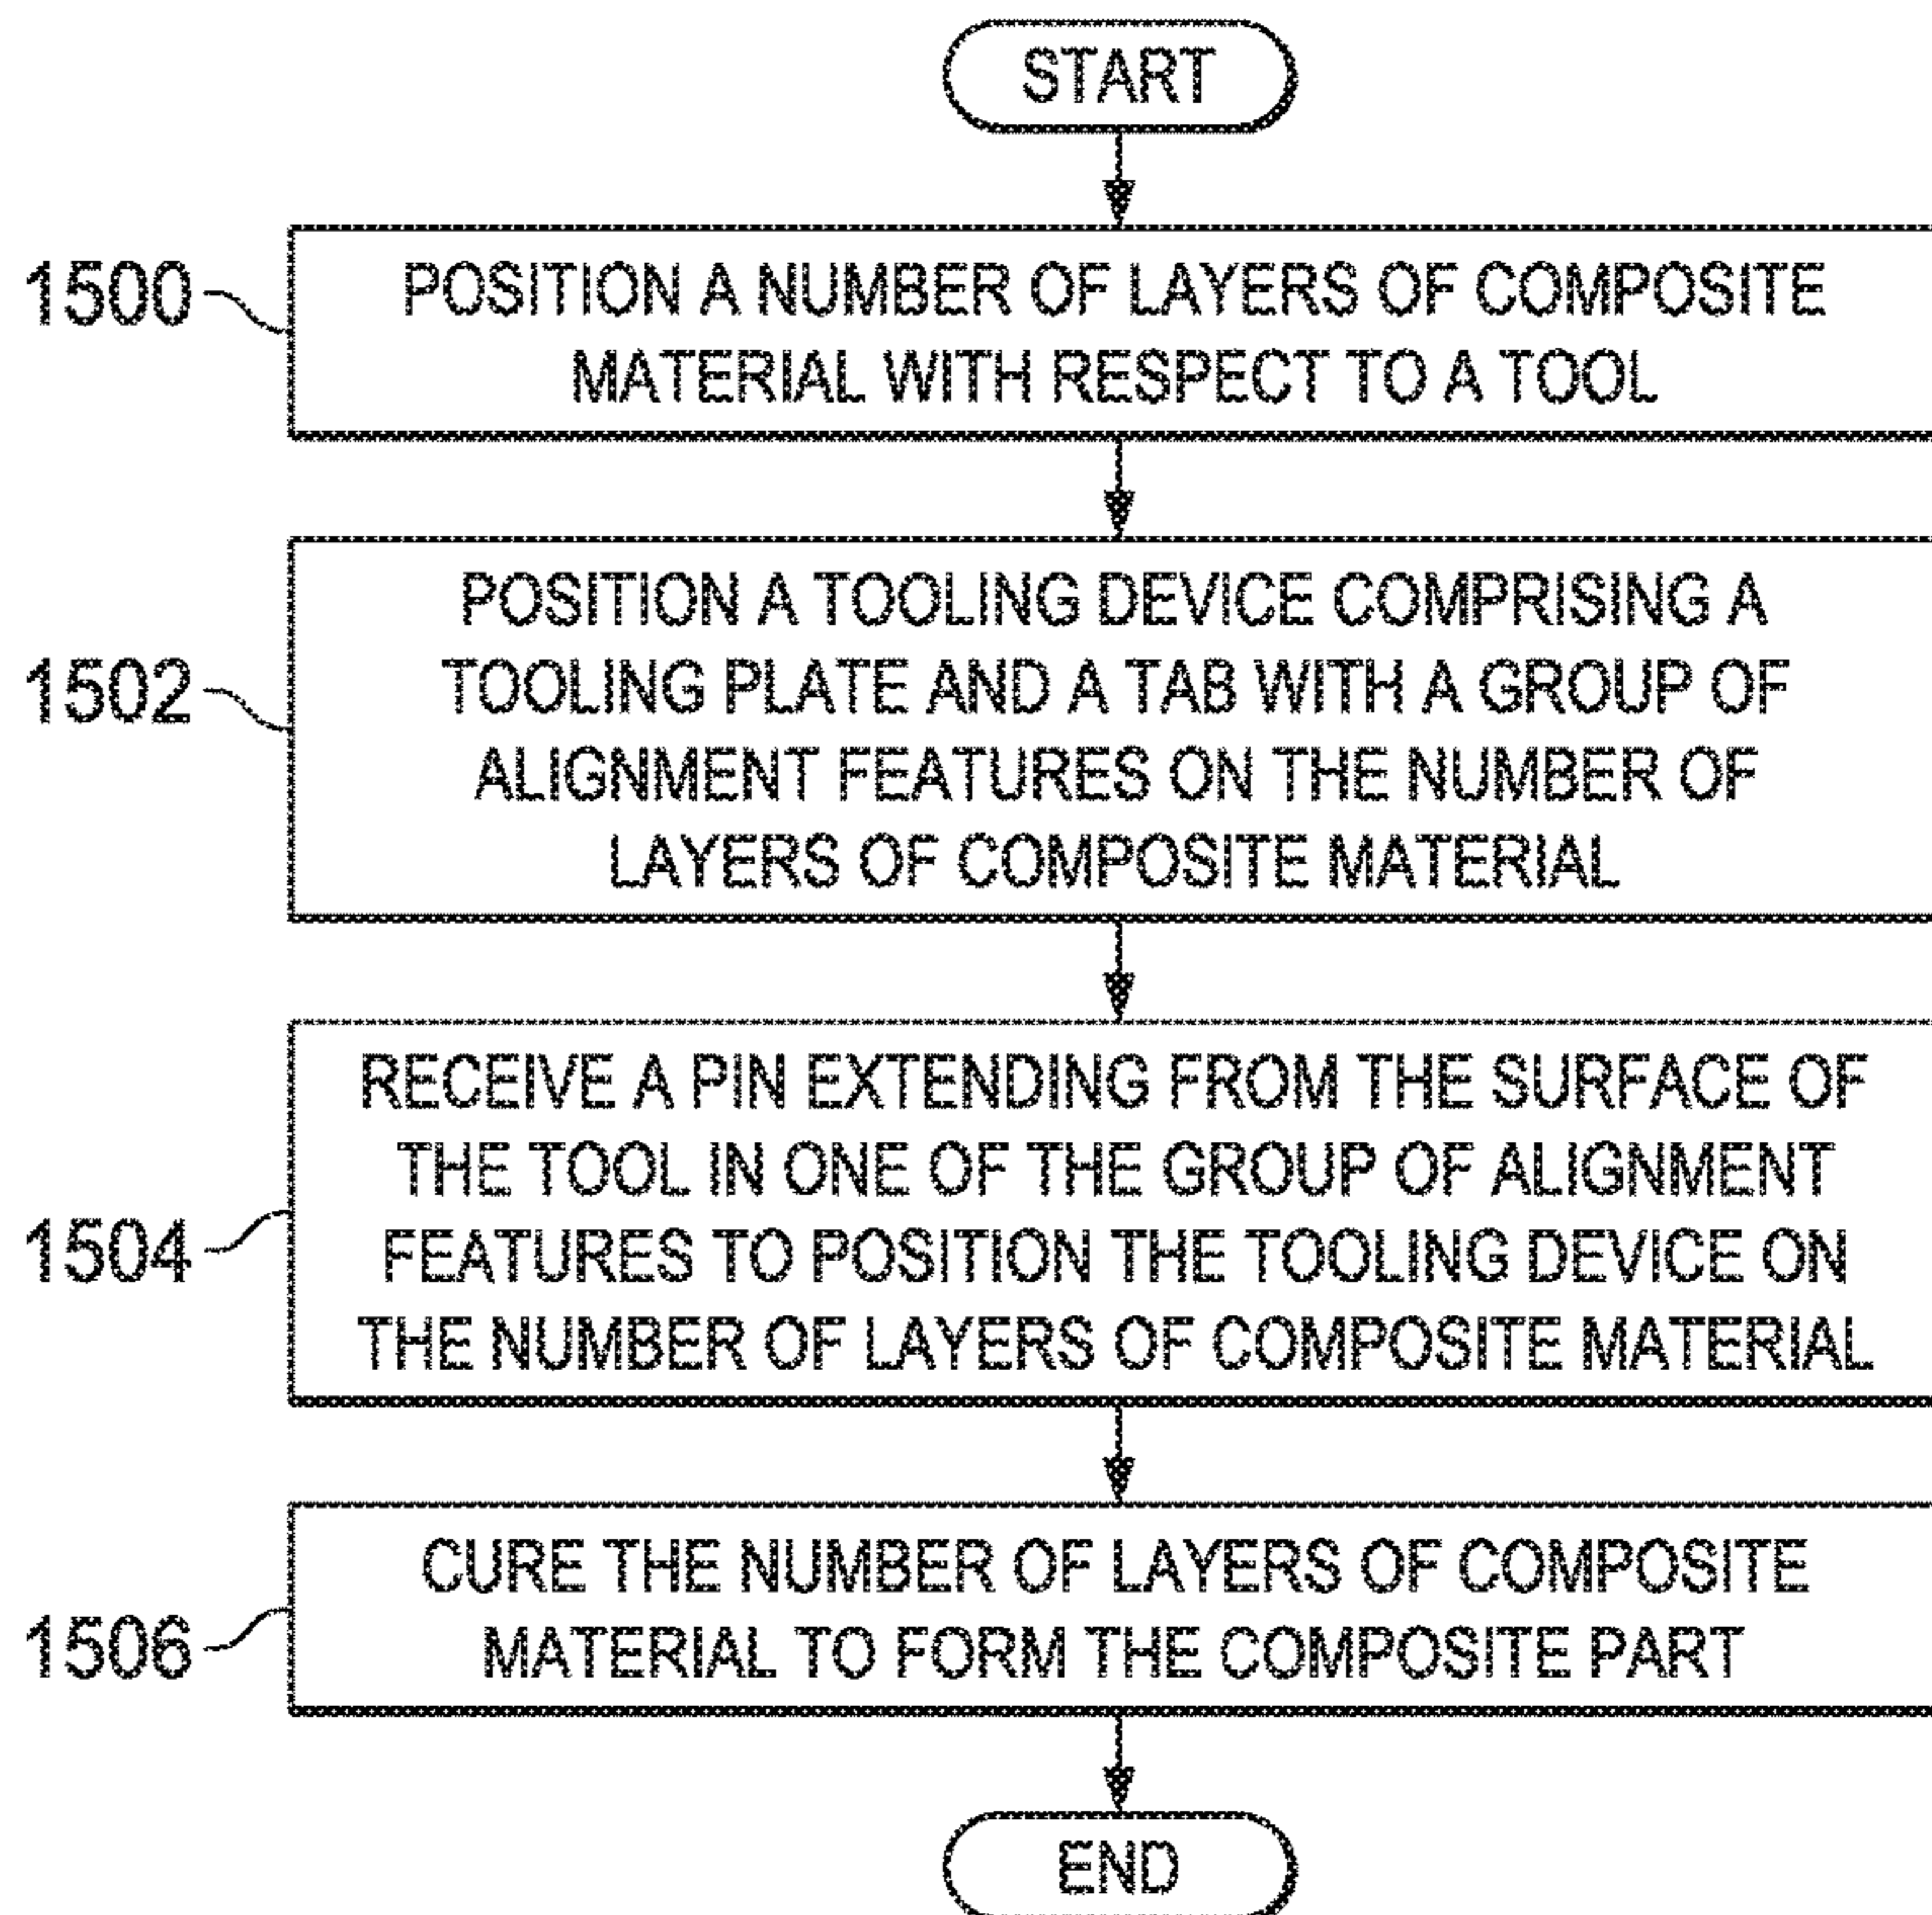 START
1500
POSITION A NUMBER OF LAYERS OF COMPOSITE
MATERIAL WITH RESPECT TO A TOOL
1502
POSITION A TOOLING DEVICE COMPRISING A
TOOLING PLATE AND A TAB WITH A GROUP OF
ALIGNMENT FEATURES ON THE NUMBER OF
LAYERS OF COMPOSITE MATERIAL
1504
RECEIVE A PIN EXTENDING FROM THE SURFACE OF
THE TOOL IN ONE OF THE GROUP OF ALIGNMENT
FEATURES TO POSITION THE TOOLING DEVICE ON
THE NUMBER OF LAYERS OF COMPOSITE MATERIAL
1506
CURE THE NUMBER OF LAYERS OF COMPOSITE
MATERIAL TO FORM THE COMPOSITE PART
END